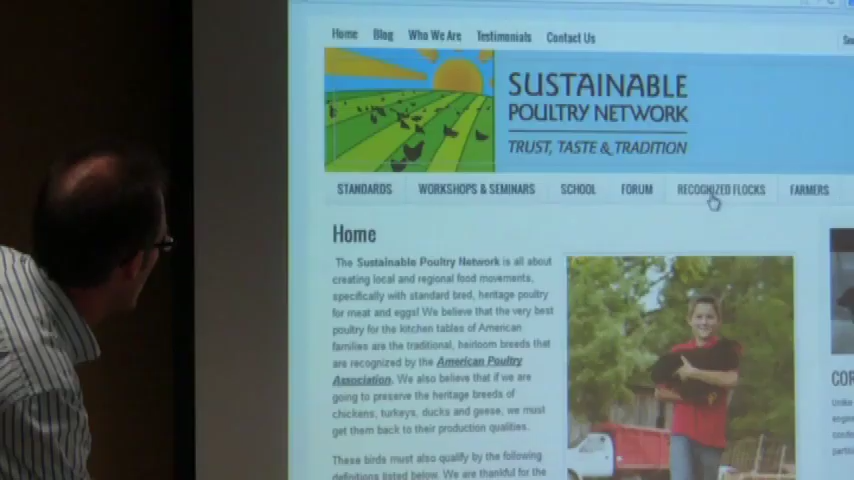 Home Blog Who We Are Testimonials Contact Us
SUSTAINABLE
POULTRY NETWORK
TRUST, TASTE & TRADITION
STANDARDS WORKSHOPS & SEMINARS SCHOOL FORUM RECOGNIZED FLOCKS FARMERS
Home
The Sustainable Poultry Network is all about
creating local and regional food movements,
specifically with standard bred, heritage poultry
for meat and eggs! We believe that the very best
poultry for the kitchen tables of American
families are the traditional, heirloom breeds that
are recognized by the American Poultry
Association. We also believe that if we are
going to preserve the heritage breeds of
chickens, turkeys, ducks and geese, we must
get them back to their production qualities.
These birds must also qualify by the following
definitions listed below. We are thankful for the
Unlike